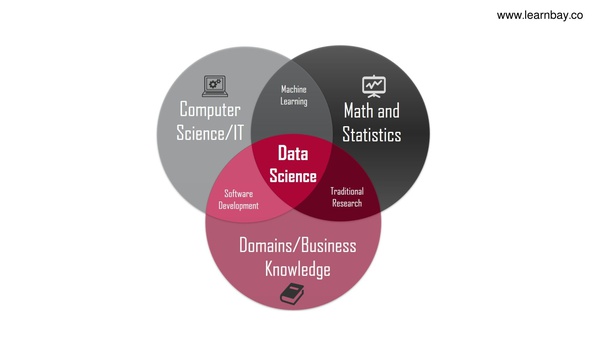 www.learnbay.co
Machine
Learning
Computer
Science/IT
Math and
Statistics
Data
Science
Software
Development
Traditional
Research
Domains/Business
Knowledge